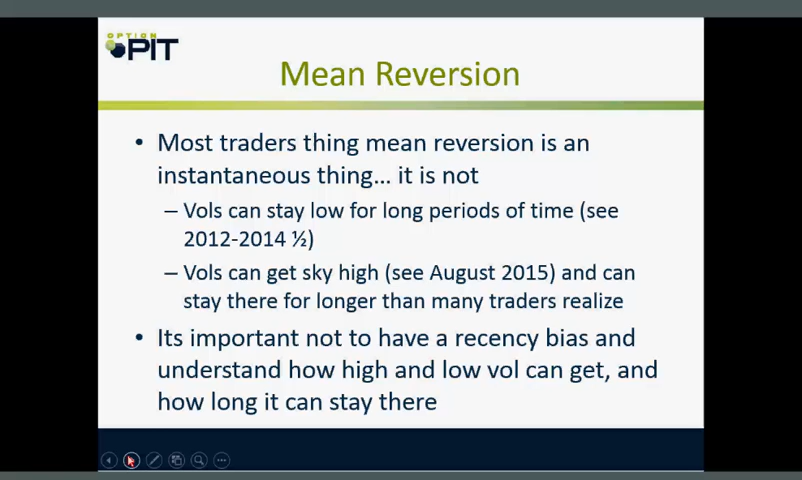 OPTION
PIT
Mean Reversion
• Most traders thing mean reversion is an
instantaneous thing... it is not
– Vols can stay low for long periods of time (see
2012-2014 ½)
– Vols can get sky high (see August 2015) and can
stay there for longer than many traders realize
• Its important not to have a recency bias and
understand how high and low vol can get, and
how long it can stay there